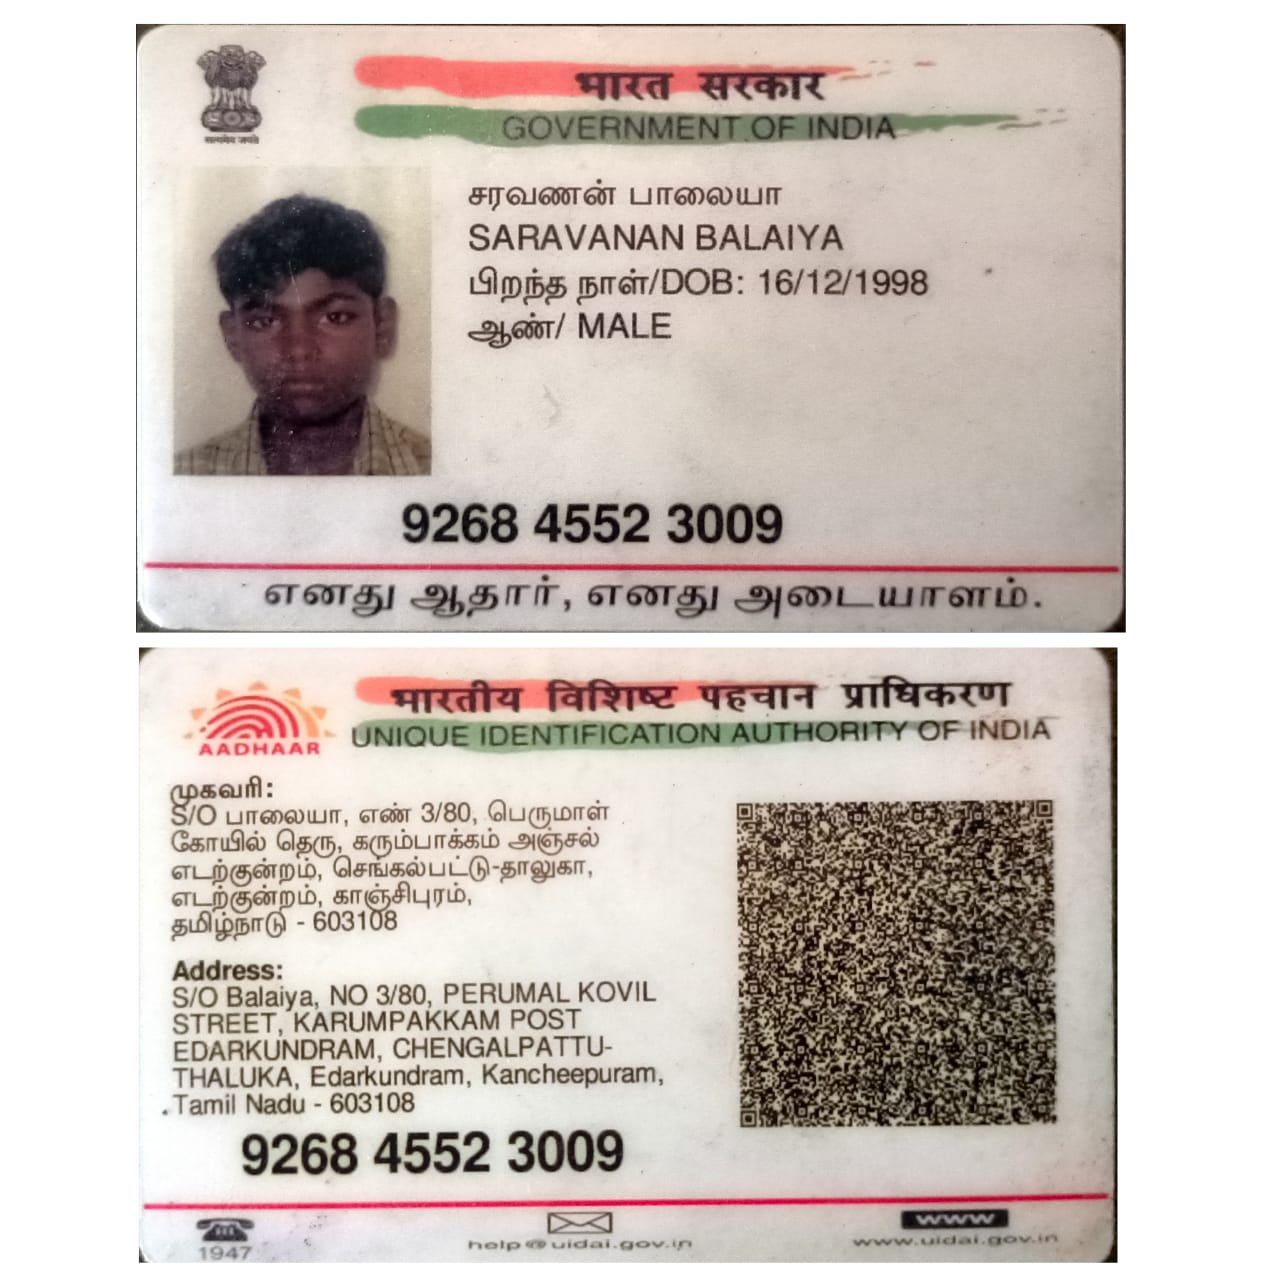 सत्यमेव जयते
भारत सरकार
GOVERNMENT OF INDIA
சரவணன் பாலையா
SARAVANAN BALAIYA
பிறந்த நாள்/DOB: 16/12/1998
ஆண்/ MALE
9268 4552 3009
எனது ஆதார், எனது அடையாளம்.
AADHAAR
भारतीय विशिष्ट पहचान प्राधिकरण
UNIQUE IDENTIFICATION AUTHORITY OF INDIA
முகவரி:
S/O பாலையா, எண் 3/80, பெருமாள்
கோயில் தெரு, கரும்பாக்கம் அஞ்சல்
எடற்குன்றம், செங்கல்பட்டு-தாலுகா,
எடற்குன்றம், காஞ்சிபுரம்,
தமிழ்நாடு - 603108
Address:
S/O Balaiya, NO 3/80, PERUMAL KOVIL
STREET, KARUMPAKKAM POST
EDARKUNDRAM, CHENGALPATTU-
THALUKA, Edarkundram, Kancheepuram,
Tamil Nadu - 603108
9268 4552 3009
1947
help@uidai.gov.in
www
www.uidai.gov.in